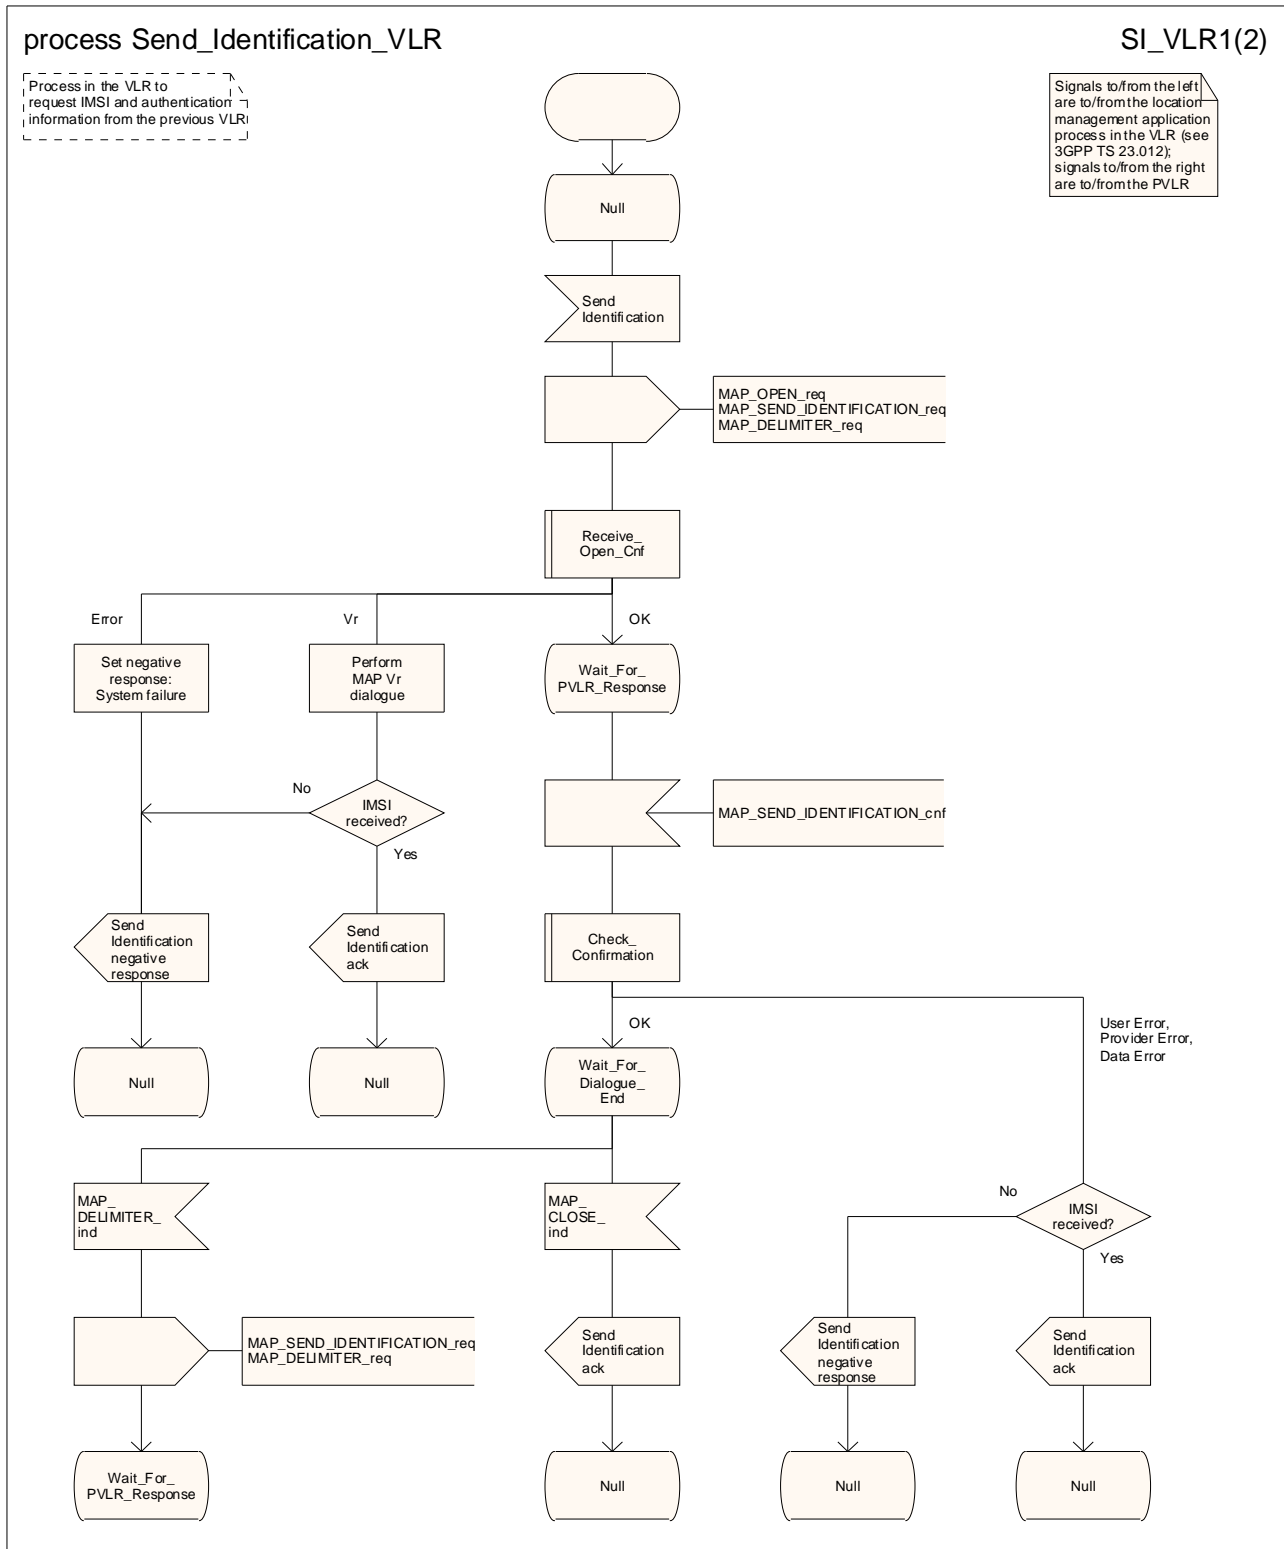 process Send_Identification_VLR
SI_VLR1(2)
Process in the VLR to
request IMSI and authentication
information from the previous VLR
Signals to/from the left
are to/from the location
management application
process in the VLR (see
3GPP TS 23.012);
signals to/from the right
are to/from the PVLR
Null
Send
Identification
MAP_OPEN_req
MAP_SEND_IDENTIFICATION_req
MAP_DELIMITER_req
Receive_
Open_Cnf
Error
Vr
OK
Set negative
response:
System failure
Perform
MAP Vr
dialogue
Wait_For_
PVLR_Response
No
IMSI
received?
Yes
MAP_SEND_IDENTIFICATION_cnf
Send
Identification
negative
response
Send
Identification
ack
Check_
Confirmation
OK
User Error,
Provider Error,
Data Error
Null
Null
Wait_For_
Dialogue_
End
MAP_
DELIMITER_
ind
MAP_
CLOSE_
ind
No
IMSI
received?
Yes
MAP_SEND_IDENTIFICATION_req
MAP_DELIMITER_req
Send
Identification
ack
Send
Identification
negative
response
Send
Identification
ack
Wait_For_
PVLR_Response
Null
Null
Null